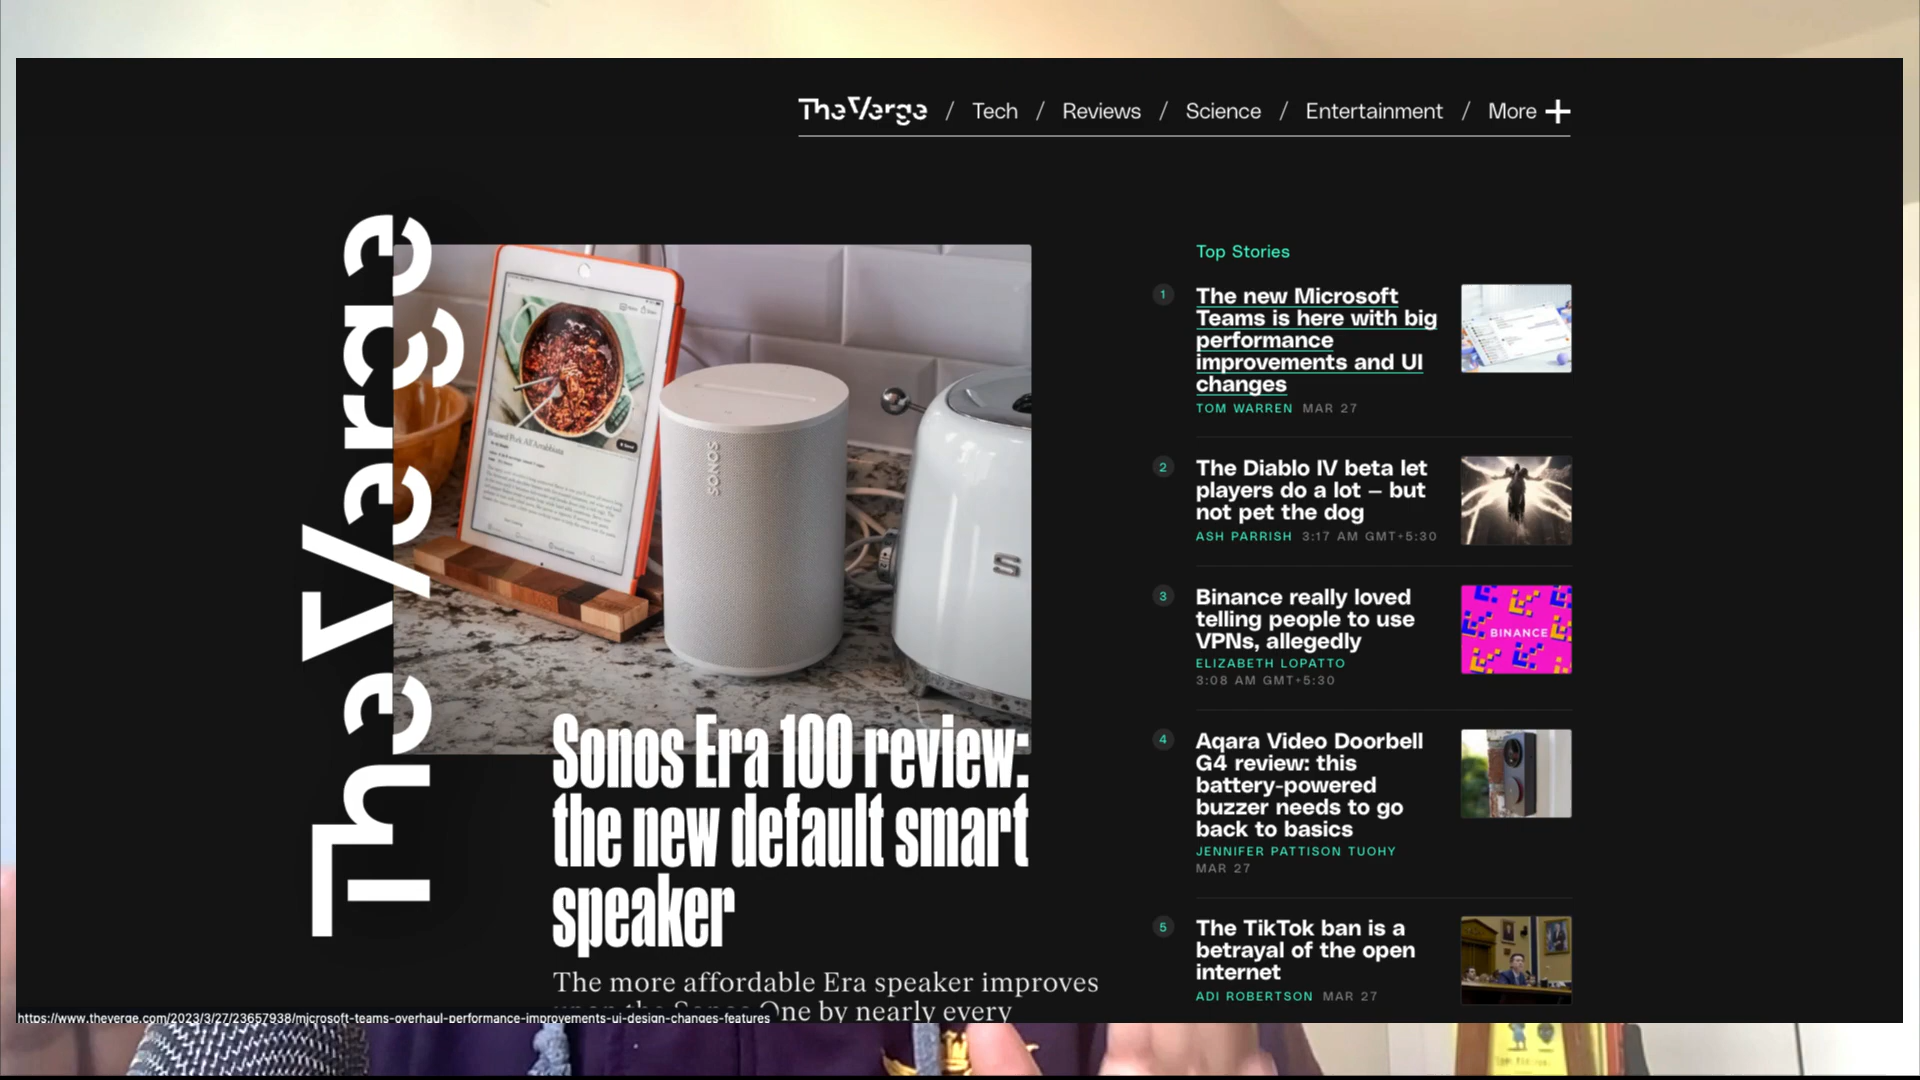 The Verge / Tech / Reviews / Science / Entertainment / More
The Verge
SONOS
Sonos Era 100 review:
the new default smart
speaker
The more affordable Era speaker improves
One by nearly every
Top Stories
1
The new Microsoft
Teams is here with big
performance
improvements and UI
changes
TOM WARREN MAR 27
2
The Diablo IV beta let
players do a lot – but
not pet the dog
ASH PARRISH 3:17 AM GMT+5:30
3
Binance really loved
telling people to use
VPNs, allegedly
ELIZABETH LOPATTO
3:08 AM GMT+5:30
BINANCE
4
Aqara Video Doorbell
G4 review: this
battery-powered
buzzer needs to go
back to basics
JENNIFER PATTISON TUOHY
MAR 27
5
The TikTok ban is a
betrayal of the open
internet
ADI ROBERTSON MAR 27
https://www.theverge.com/2023/3/27/23657938/microsoft-teams-overhaul-performance-improvements-ui-design-changes-features